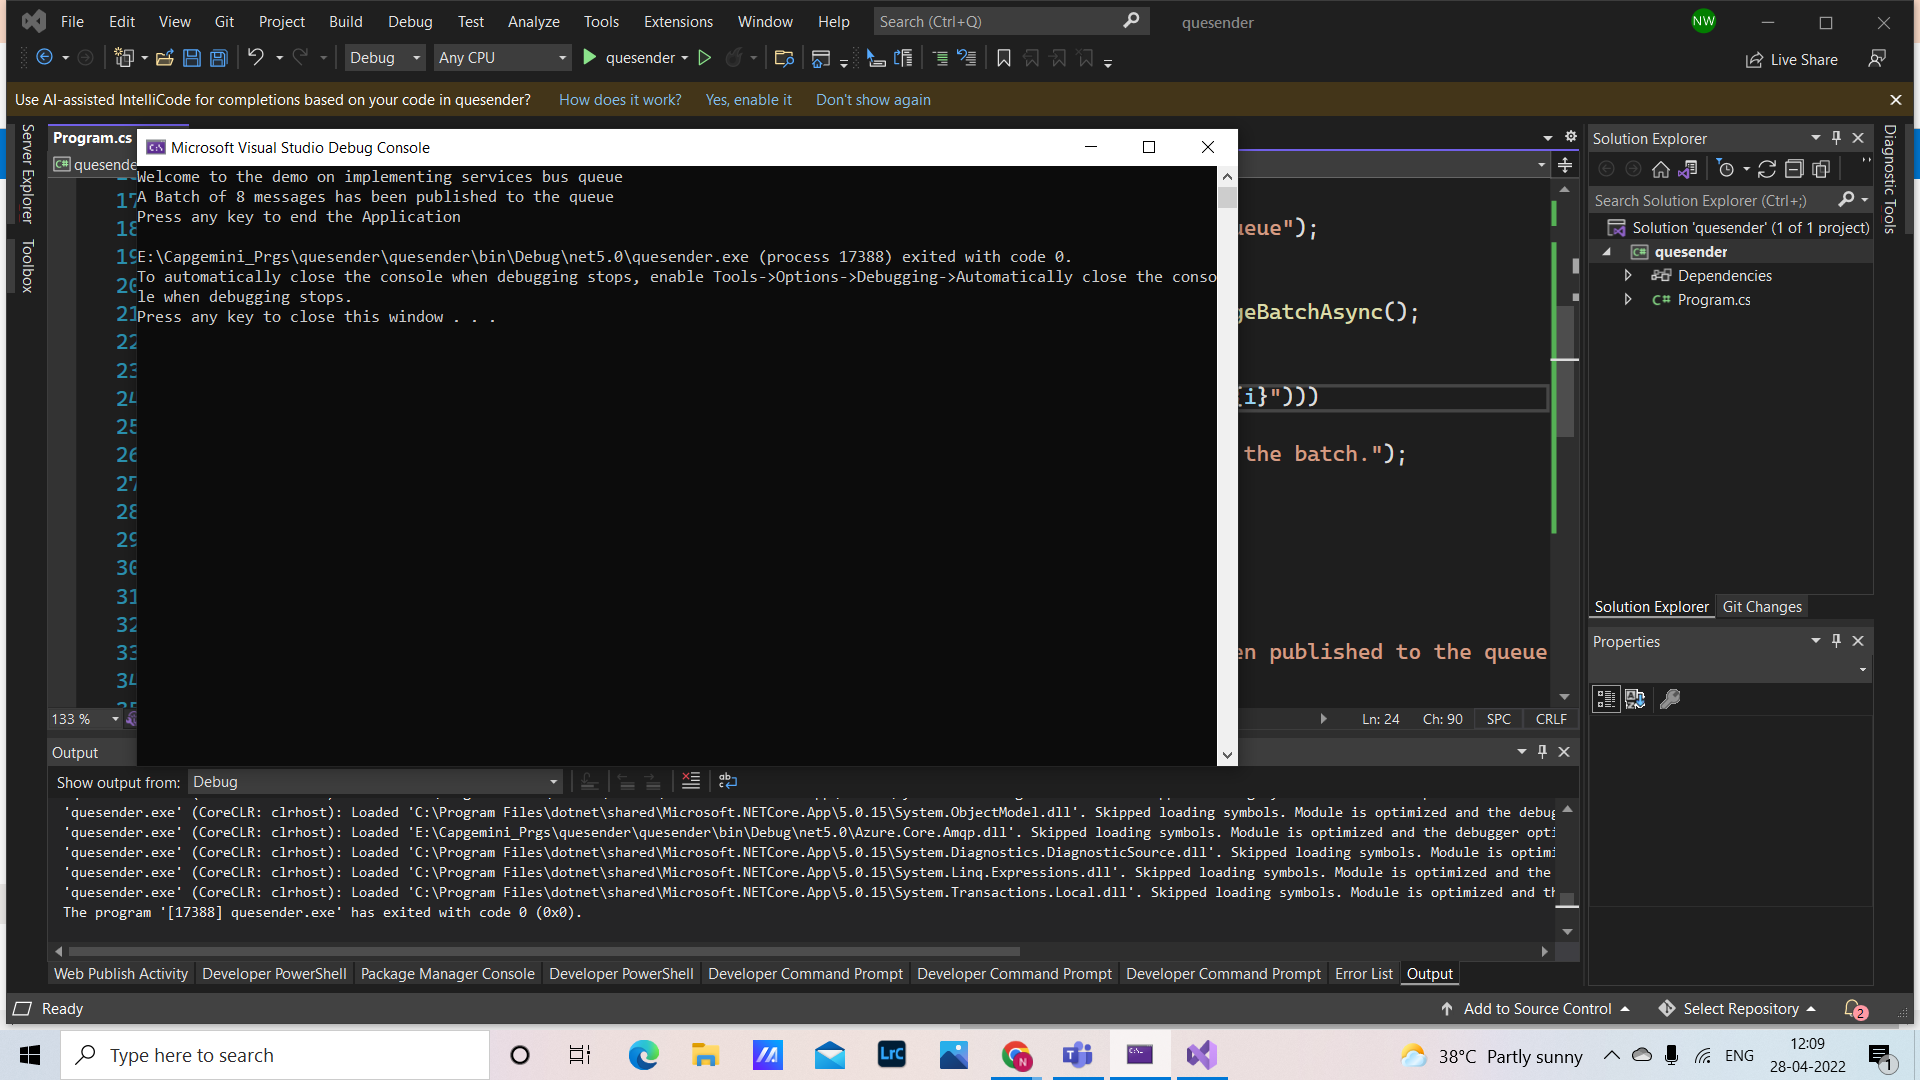 File Edit View Git Project Build Debug Test Analyze Tools Extensions Window Help Search (Ctrl+Q) quesender NW
Debug Any CPU quesender Live Share
Use AI-assisted IntelliCode for completions based on your code in quesender? How does it work? Yes, enable it Don't show again
Server Explorer
Toolbox
Program.cs
quesende
Microsoft Visual Studio Debug Console
Welcome to the demo on implementing services bus queue
A Batch of 8 messages has been published to the queue
Press any key to end the Application
E:\Capgemini_Prgs\quesender\quesender\bin\Debug\net5.0\quesender.exe (process 17388) exited with code 0.
To automatically close the console when debugging stops, enable Tools->Options->Debugging->Automatically close the conso
le when debugging stops.
Press any key to close this window . . .
17
18
19
20
21
22
23
24
25
26
27
28
29
30
31
32
33
34
ueue");
geBatchAsync();
{i}")))
the batch.");
en published to the queue
133 % Ln: 24 Ch: 90 SPC CRLF
Solution Explorer
Search Solution Explorer (Ctrl+;)
Solution 'quesender' (1 of 1 project)
quesender
Dependencies
Program.cs
Solution Explorer Git Changes
Properties
Diagnostic Tools
Output
Show output from: Debug
'quesender.exe' (CoreCLR: clrhost): Loaded 'C:\Program Files\dotnet\shared\Microsoft.NETCore.App\5.0.15\System.ObjectModel.dll'. Skipped loading symbols. Module is optimized and the debug
'quesender.exe' (CoreCLR: clrhost): Loaded 'E:\Capgemini_Prgs\quesender\quesender\bin\Debug\net5.0\Azure.Core.Amqp.dll'. Skipped loading symbols. Module is optimized and the debugger opti
'quesender.exe' (CoreCLR: clrhost): Loaded 'C:\Program Files\dotnet\shared\Microsoft.NETCore.App\5.0.15\System.Diagnostics.DiagnosticSource.dll'. Skipped loading symbols. Module is optimi
'quesender.exe' (CoreCLR: clrhost): Loaded 'C:\Program Files\dotnet\shared\Microsoft.NETCore.App\5.0.15\System.Linq.Expressions.dll'. Skipped loading symbols. Module is optimized and the
'quesender.exe' (CoreCLR: clrhost): Loaded 'C:\Program Files\dotnet\shared\Microsoft.NETCore.App\5.0.15\System.Transactions.Local.dll'. Skipped loading symbols. Module is optimized and th
The program '[17388] quesender.exe' has exited with code 0 (0x0).
Web Publish Activity Developer PowerShell Package Manager Console Developer PowerShell Developer Command Prompt Developer Command Prompt Developer Command Prompt Error List Output
Ready Add to Source Control Select Repository 2
Type here to search LrC N 38°C Partly sunny ENG 12:09 1
28-04-2022